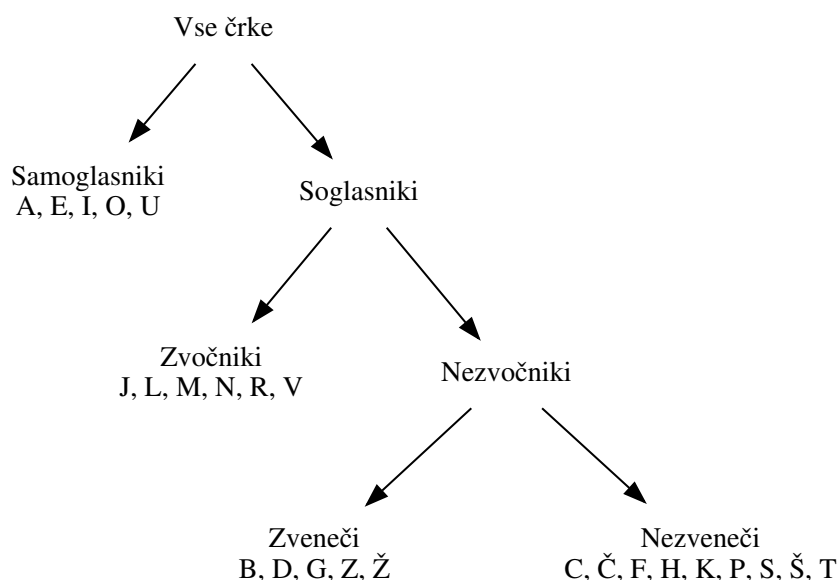 Vse črke
Samoglasniki
A, E, I, O, U
Soglasniki
Zvočniki
J, L, M, N, R, V
Nezvočniki
Zveneči
B, D, G, Z, Ž
Nezveneči
C, Č, F, H, K, P, S, Š, T